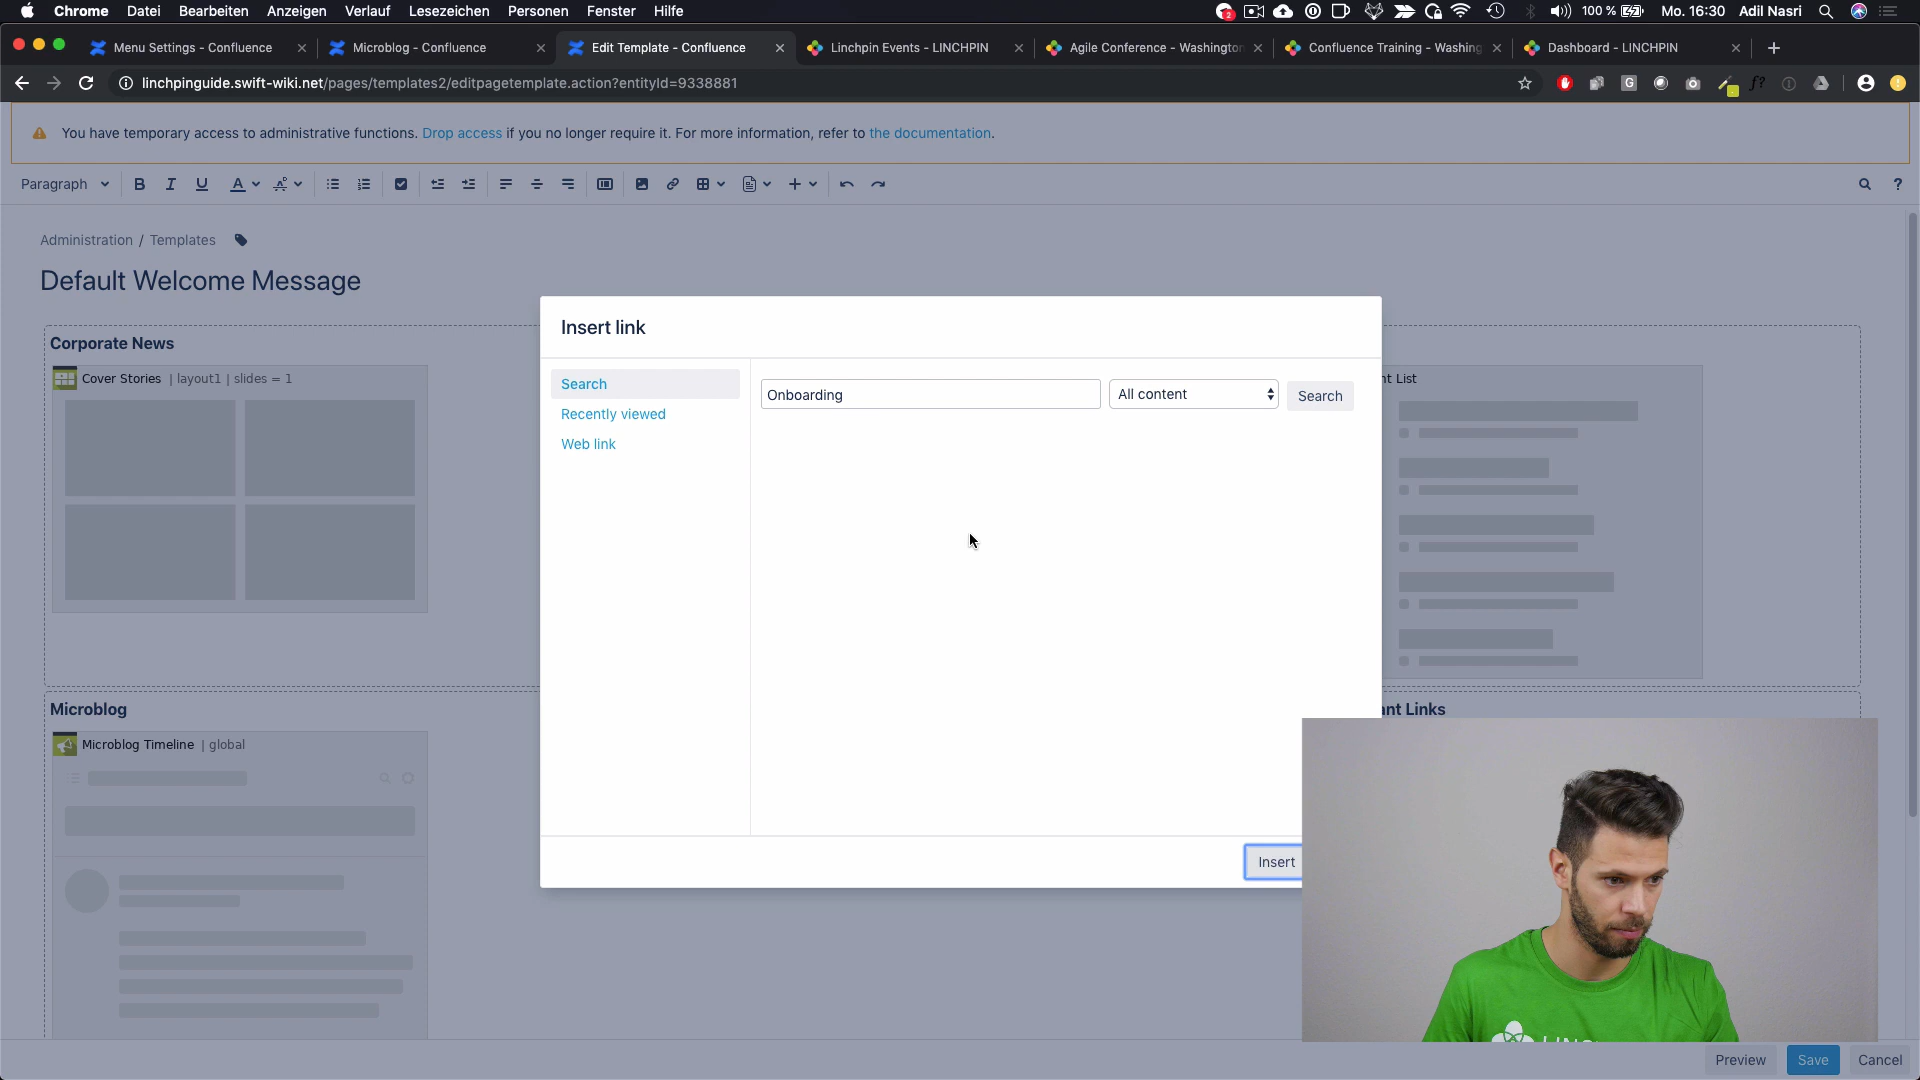 Chrome Datei Bearbeiten Anzeigen Verlauf Lesezeichen Personen Fenster Hilfe
2 100 % Mo. 16:30 Adil Nasri
Menu Settings - Confluence
Microblog - Confluence
Edit Template - Confluence
Linchpin Events - LINCHPIN
Agile Conference - Washington
Confluence Training - Washing
Dashboard - LINCHPIN
linchpinguide.swift-wiki.net/pages/templates2/editpagetemplate.action?entityId=9338881
You have temporary access to administrative functions. Drop access if you no longer require it. For more information, refer to the documentation.
Paragraph B I U A
Administration / Templates
Default Welcome Message
Corporate News
Cover Stories | layout1 | slides = 1
Microblog
Microblog Timeline | global
Insert link
Search
Recently viewed
Web link
Onboarding
All content
Search
Insert
nt List
ant Links
Preview Save Cancel